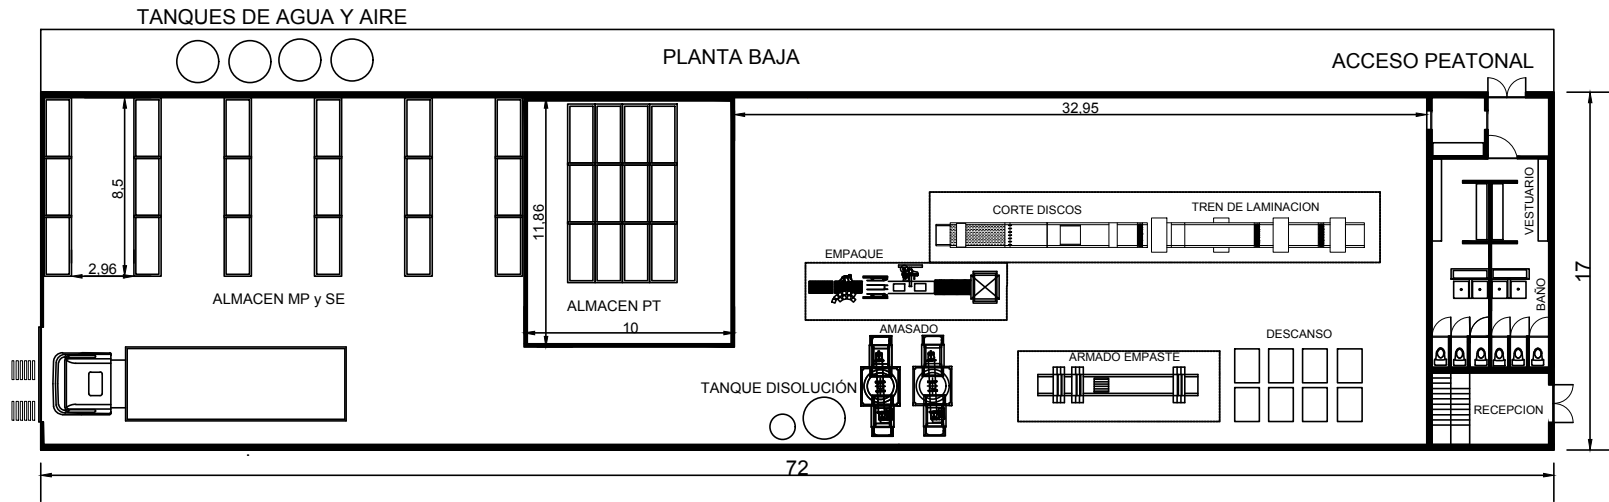 TANQUES DE AGUA Y AIRE
PLANTA BAJA
ACCESO PEATONAL
32,95
8.5
11,86
2,96
ALMACEN MP y SE
ALMACEN PT
10
CORTE DISCOS
TREN DE LAMINACION
EMPAQUE
AMASADO
TANQUE DISOLUCIÓN
ARMADO EMPASTE
DESCANSO
VESTUARIO
BAÑO
RECEPCION
17
72